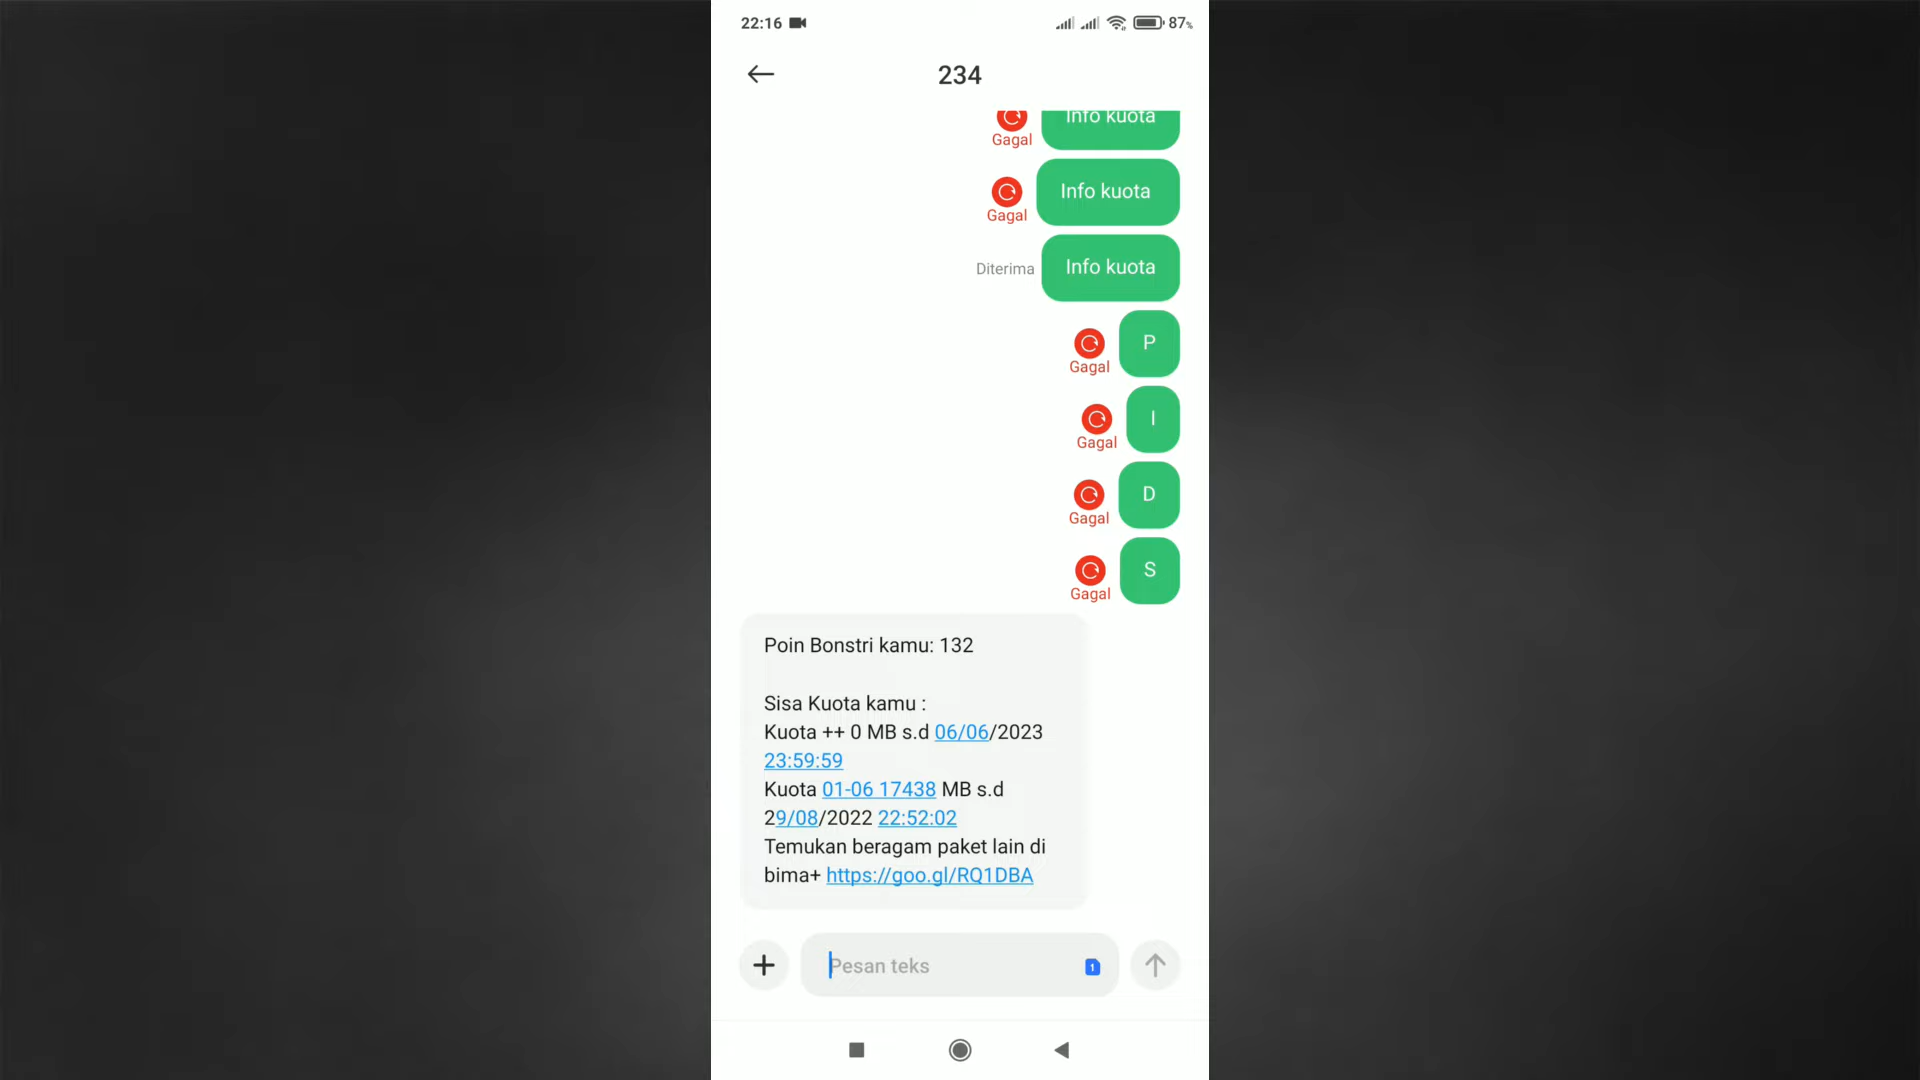 22:16 87%
234
Gagal Info kuota
Info kuota
Gagal
Diterima Info kuota
P
Gagal
I
Gagal
D
Gagal
S
Gagal
Poin Bonstri kamu: 132
Sisa Kuota kamu :
Kuota ++ 0 MB s.d 06/06/2023
23:59:59
Kuota 01-06 17438 MB s.d
29/08/2022 22:52:02
Temukan beragam paket lain di
bima+ https://goo.gl/RQ1DBA
Pesan teks 1